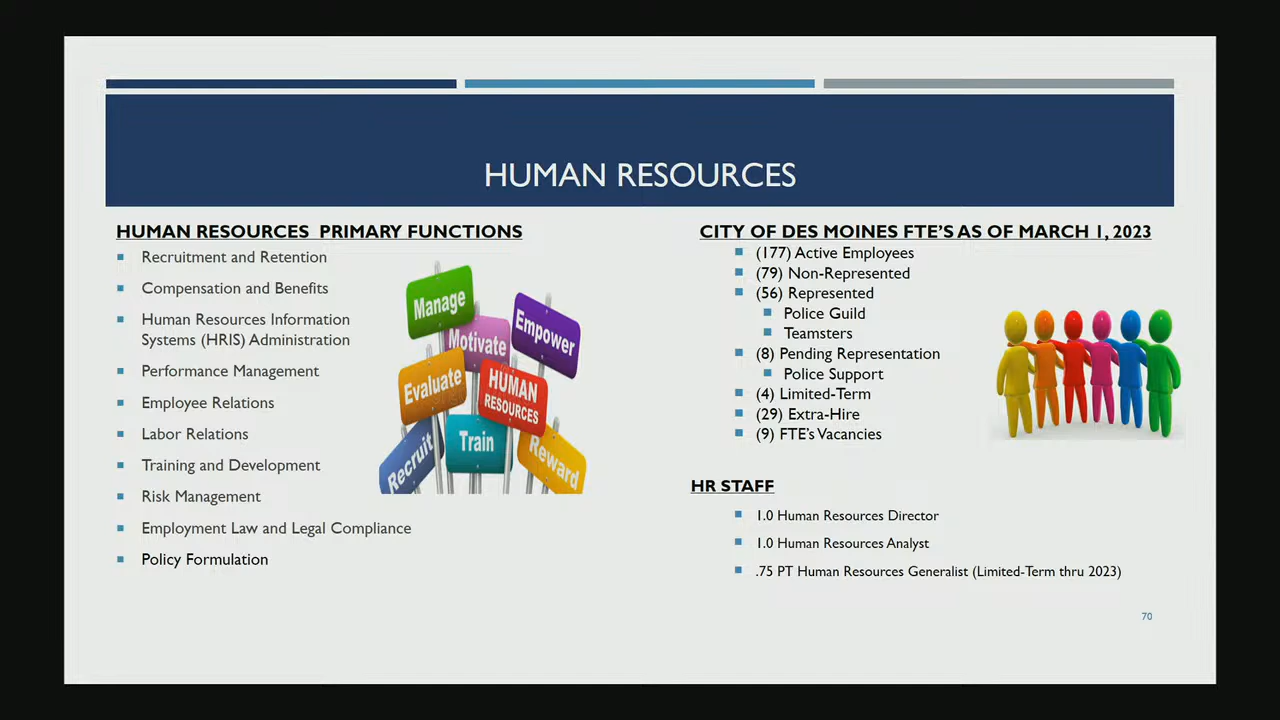 HUMAN RESOURCES
HUMAN RESOURCES PRIMARY FUNCTIONS
Recruitment and Retention
Compensation and Benefits
Human Resources Information
Systems (HRIS) Administration
Performance Management
Employee Relations
Labor Relations
Training and Development
Risk Management
Employment Law and Legal Compliance
Policy Formulation
Manage
Motivate
Empower
Evaluate
HUMAN
RESOURCES
Recruit
Train
Reward
CITY OF DES MOINES FTE'S AS OF MARCH 1, 2023
(177) Active Employees
(79) Non-Represented
(56) Represented
Police Guild
Teamsters
(8) Pending Representation
Police Support
(4) Limited-Term
(29) Extra-Hire
(9) FTE's Vacancies
HR STAFF
1.0 Human Resources Director
1.0 Human Resources Analyst
.75 PT Human Resources Generalist (Limited-Term thru 2023)
70